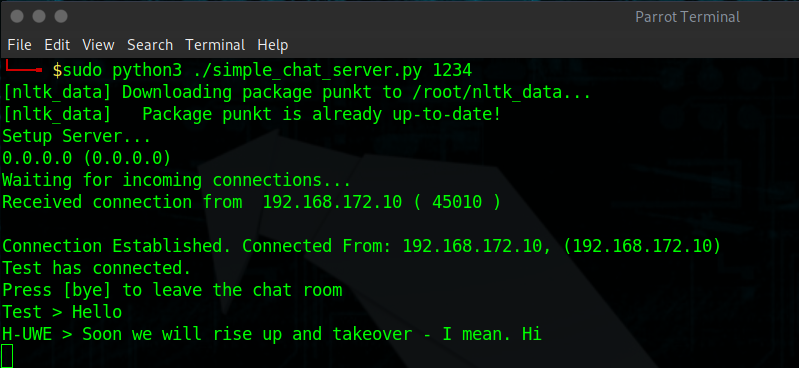 Parrot Terminal
File Edit View Search Terminal Help
$sudo python3 ./simple_chat_server.py 1234
[nltk_data] Downloading package punkt to /root/nltk_data...
[nltk_data]   Package punkt is already up-to-date!
Setup Server...
0.0.0.0 (0.0.0.0)
Waiting for incoming connections...
Received connection from  192.168.172.10 ( 45010 )
Connection Established. Connected From: 192.168.172.10, (192.168.172.10)
Test has connected.
Press [bye] to leave the chat room
Test > Hello
H-UWE > Soon we will rise up and takeover - I mean. Hi